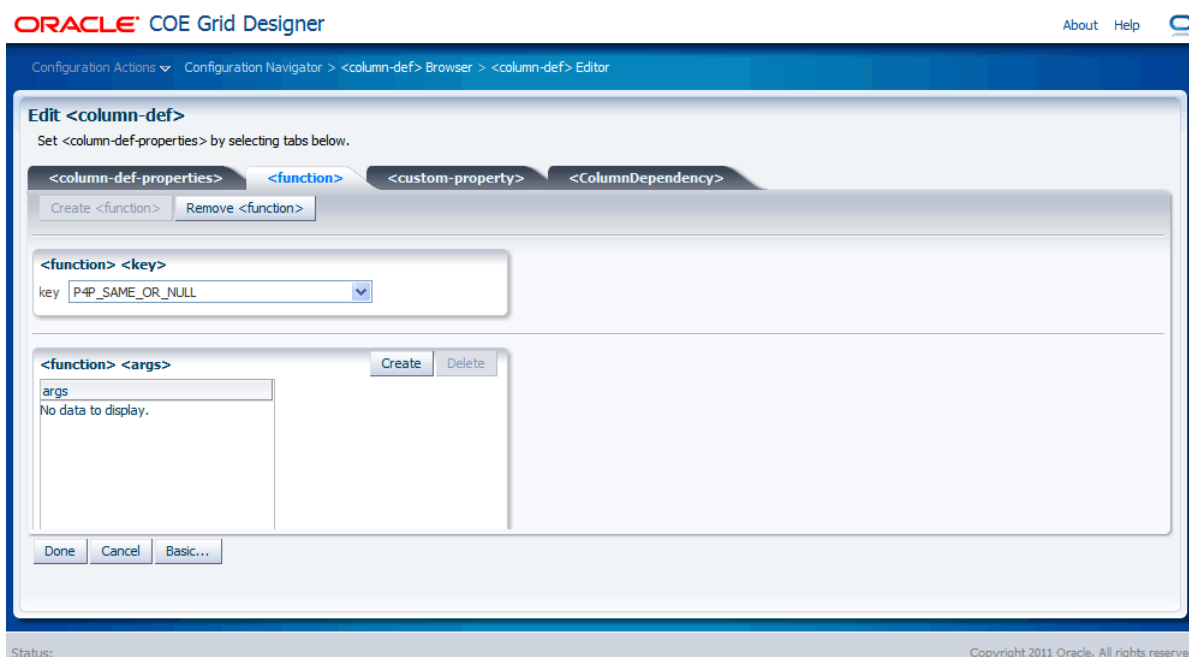 ORACLE COE Grid Designer
About Help
Configuration Actions Configuration Navigator > <column-def> Browser > <column-def> Editor
Edit <column-def>
Set <column-def-properties> by selecting tabs below.
<column-def-properties> <function> <custom-property> <ColumnDependency>
Create <function> Remove <function>
<function> <key>
key P4P_SAME_OR_NULL
<function> <args> Create Delete
args
No data to display.
Done Cancel Basic...
Status: Copyright 2011 Oracle. All rights reserve